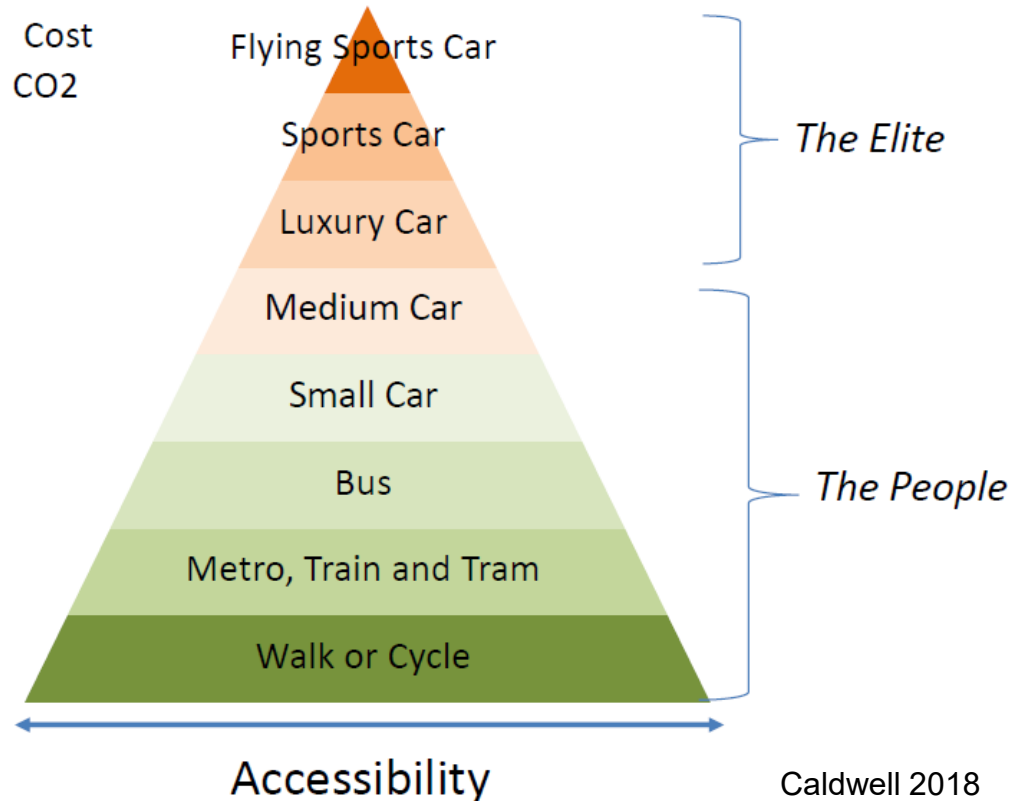 Cost
CO2
Flying Sports Car
Sports Car
Luxury Car
Medium Car
Small Car
Bus
Metro, Train and Tram
Walk or Cycle
The Elite
The People
Accessibility
Caldwell 2018